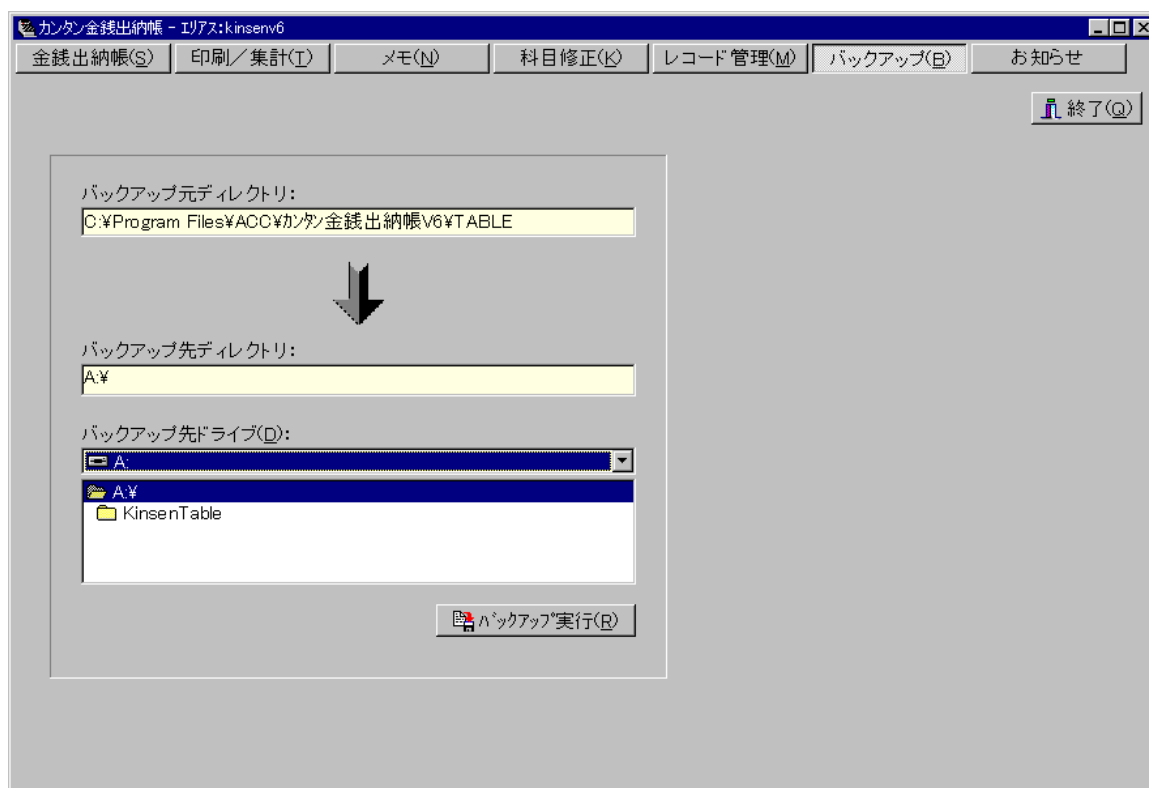 カンタン金銭出納帳 - ｴﾘｱｽ:kinsenv6
金銭出納帳(S) 印刷／集計(T) メモ(N) 科目修正(K) レコード管理(M) バックアップ(B) お知らせ
終了(Q)
バックアップ元ディレクトリ:
C:¥Program Files¥ACC¥ｶﾝﾀﾝ金銭出納帳V6¥TABLE
バックアップ先ディレクトリ:
A:¥
バックアップ先ドライブ(D):
A:
A:¥
KinsenTable
ﾊﾞｯｸｱｯﾌﾟ実行(R)